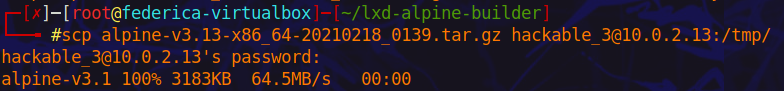 ┌─[✗]─[root@federica-virtualbox]─[~/lxd-alpine-builder]
└──╼ #scp alpine-v3.13-x86_64-20210218_0139.tar.gz hackable_3@10.0.2.13:/tmp/
hackable_3@10.0.2.13's password:
alpine-v3.1 100% 3183KB  64.5MB/s   00:00